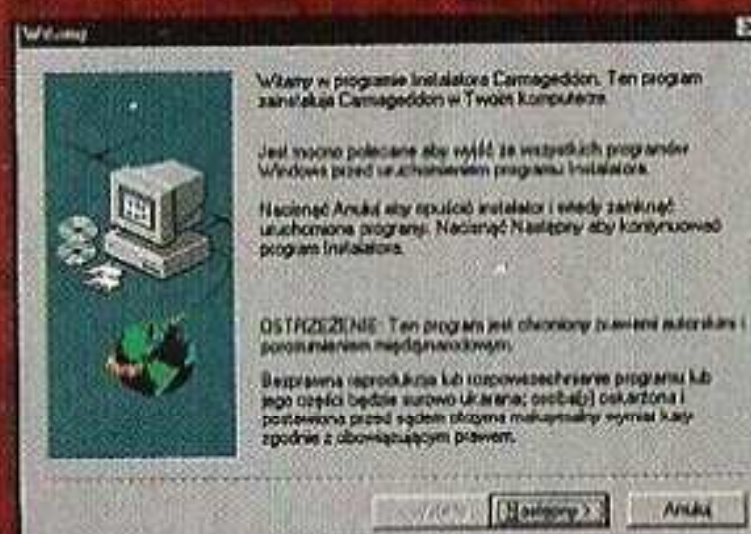 Witamy
Witamy w programie Instalatora Carmageddon. Ten program
zainstaluje Carmageddon w Twoim komputerze.
Jest mocno polecane aby wyjść ze wszystkich programów
Windows przed uruchomieniem programu Instalatora.
Nacisnąć Anuluj aby opuścić instalator i wtedy zamknąć
uruchomione programy. Nacisnąć Następny aby kontynuować
program Instalatora.
OSTRZEŻENIE: Ten program jest chroniony prawami autorskimi i
porozumieniem międzynarodowym.
Bezprawna reprodukcja lub rozpowszechnianie programu lub
jego części będzie surowo ukarana; osoba(y) oskarżona i
postawiona przed sądem otrzyma maksymalny wymiar kary
zgodnie z obowiązującym prawem.
Następny > Anuluj